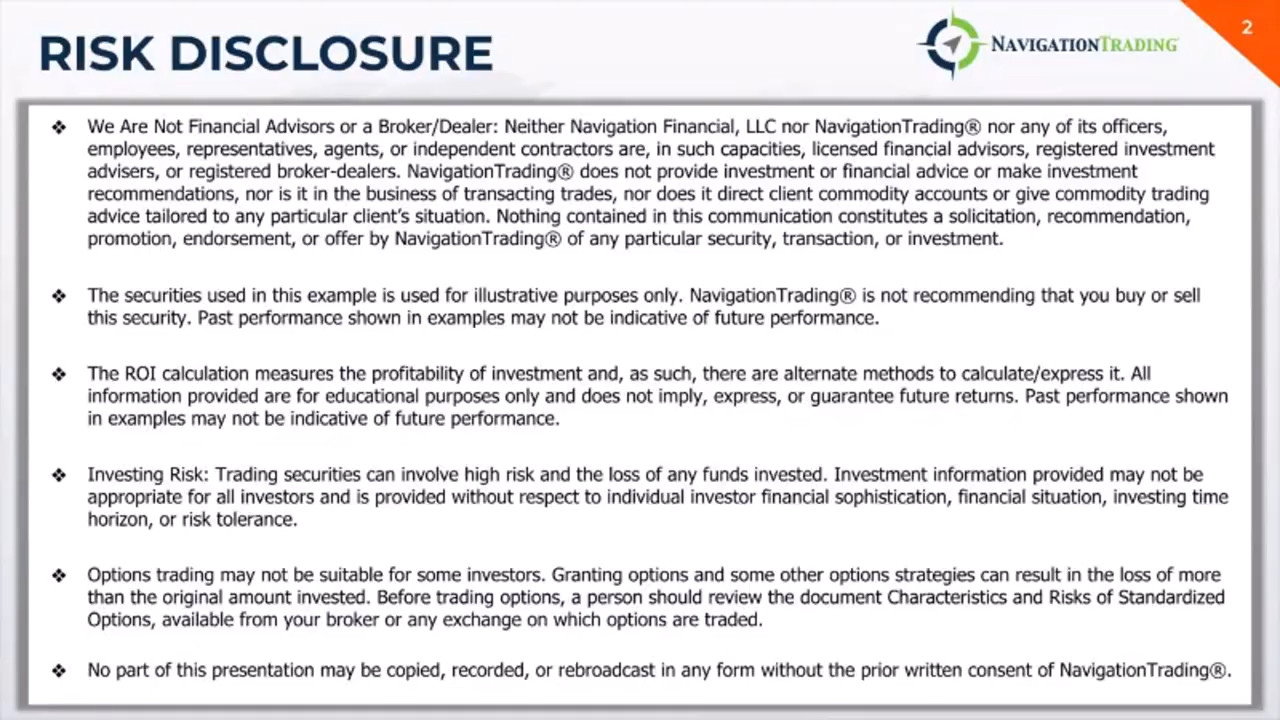 RISK DISCLOSURE
NAVIGATIONTRADING®
2
❖ We Are Not Financial Advisors or a Broker/Dealer: Neither Navigation Financial, LLC nor NavigationTrading® nor any of its officers,
employees, representatives, agents, or independent contractors are, in such capacities, licensed financial advisors, registered investment
advisers, or registered broker-dealers. NavigationTrading® does not provide investment or financial advice or make investment
recommendations, nor is it in the business of transacting trades, nor does it direct client commodity accounts or give commodity trading
advice tailored to any particular client's situation. Nothing contained in this communication constitutes a solicitation, recommendation,
promotion, endorsement, or offer by NavigationTrading® of any particular security, transaction, or investment.
❖ The securities used in this example is used for illustrative purposes only. NavigationTrading® is not recommending that you buy or sell
this security. Past performance shown in examples may not be indicative of future performance.
❖ The ROI calculation measures the profitability of investment and, as such, there are alternate methods to calculate/express it. All
information provided are for educational purposes only and does not imply, express, or guarantee future returns. Past performance shown
in examples may not be indicative of future performance.
❖ Investing Risk: Trading securities can involve high risk and the loss of any funds invested. Investment information provided may not be
appropriate for all investors and is provided without respect to individual investor financial sophistication, financial situation, investing time
horizon, or risk tolerance.
❖ Options trading may not be suitable for some investors. Granting options and some other options strategies can result in the loss of more
than the original amount invested. Before trading options, a person should review the document Characteristics and Risks of Standardized
Options, available from your broker or any exchange on which options are traded.
❖ No part of this presentation may be copied, recorded, or rebroadcast in any form without the prior written consent of NavigationTrading®.